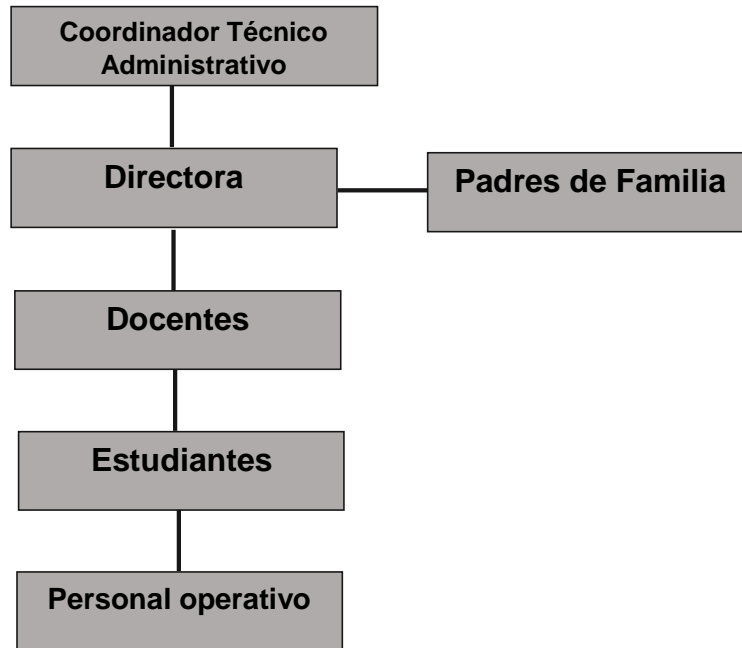 Coordinador Técnico
Administrativo
Directora
Padres de Familia
Docentes
Estudiantes
Personal operativo